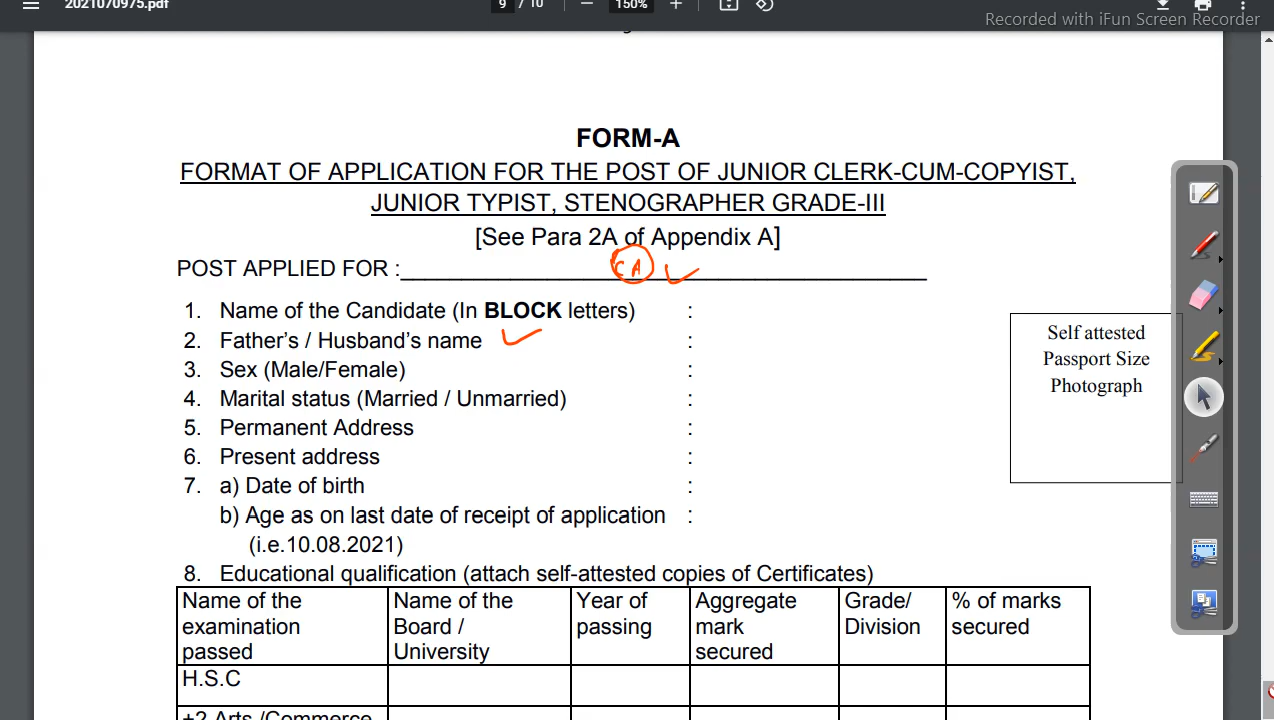 2021070975.pdf
9 / 10
150%
Recorded with iFun Screen Recorder
FORM-A
FORMAT OF APPLICATION FOR THE POST OF JUNIOR CLERK-CUM-COPYIST,
JUNIOR TYPIST, STENOGRAPHER GRADE-III
[See Para 2A of Appendix A]
POST APPLIED FOR :______________________________________
CA
1. Name of the Candidate (In BLOCK letters) :
2. Father's / Husband's name :
3. Sex (Male/Female) :
4. Marital status (Married / Unmarried) :
5. Permanent Address :
6. Present address :
7. a) Date of birth :
b) Age as on last date of receipt of application :
(i.e.10.08.2021)
Self attested
Passport Size
Photograph
8. Educational qualification (attach self-attested copies of Certificates)
Name of the Name of the Year of Aggregate Grade/ % of marks
examination Board / passing mark Division secured
passed University secured
H.S.C
+2 Arts /Commerce